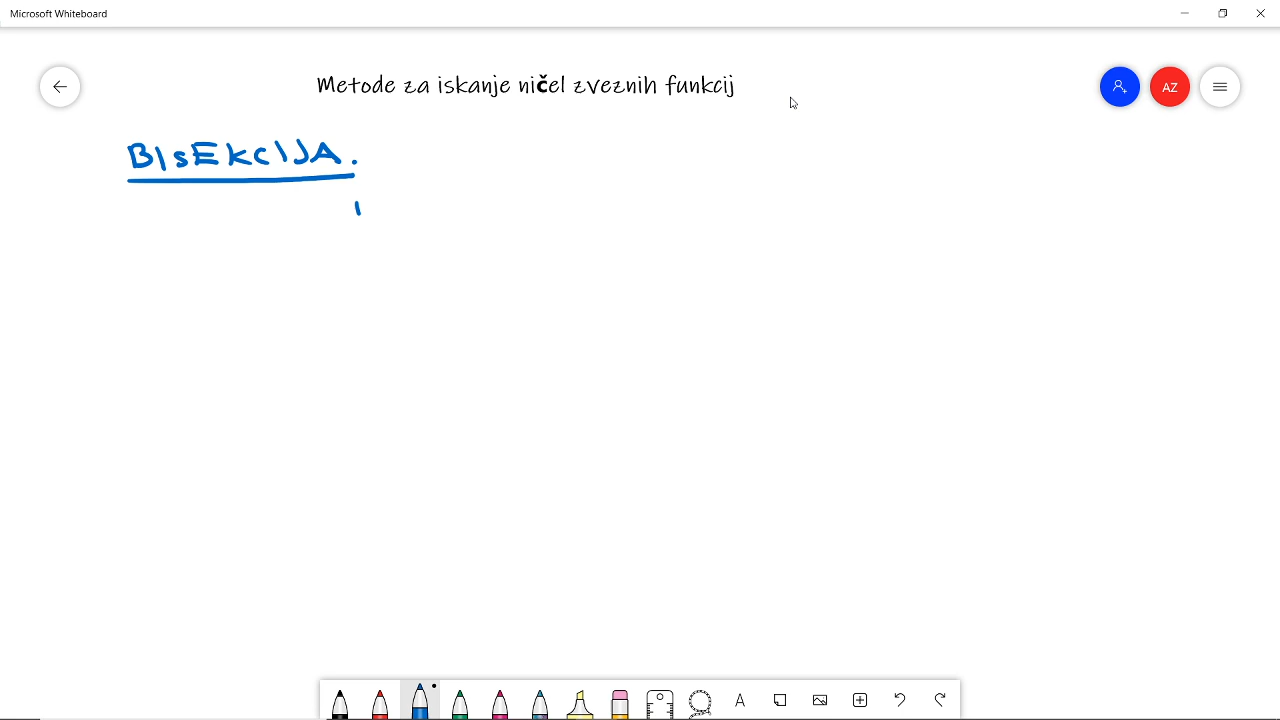 Microsoft Whiteboard
Metode za iskanje ničel zveznih funkcij
AZ
BISEKCIJA.
A